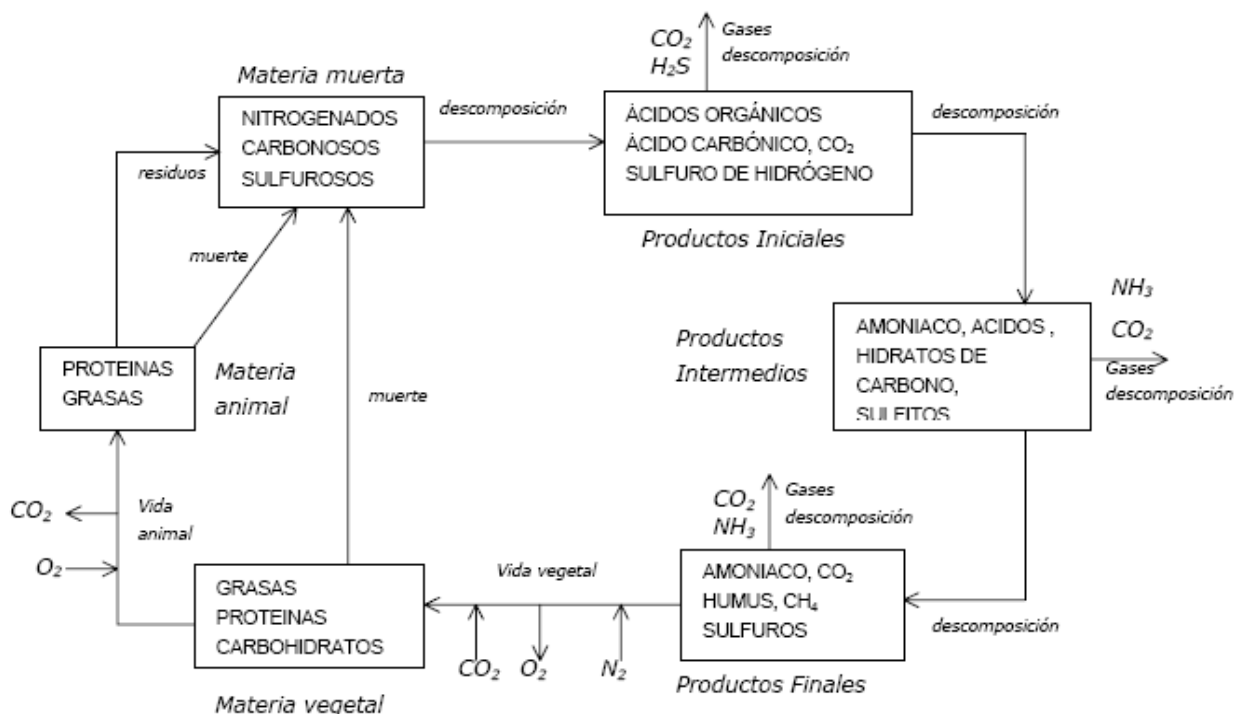 Materia muerta
NITROGENADOS
CARBONOSOS
SULFUROSOS
descomposición
CO₂
H₂S
Gases
descomposición
ÁCIDOS ORGÁNICOS
ÁCIDO CARBÓNICO, CO₂
SULFURO DE HIDRÓGENO
Productos Iniciales
descomposición
residuos
muerte
muerte
PROTEINAS
GRASAS
Materia
animal
Productos
Intermedios
AMONIACO, ACIDOS ,
HIDRATOS DE
CARBONO,
SULFITOS
NH₃
CO₂
Gases
descomposición
CO₂
O₂
Vida
animal
GRASAS
PROTEINAS
CARBOHIDRATOS
Materia vegetal
Vida vegetal
CO₂
O₂
N₂
CO₂
NH₃
Gases
descomposición
AMONIACO, CO₂
HUMUS, CH₄
SULFUROS
Productos Finales
descomposición